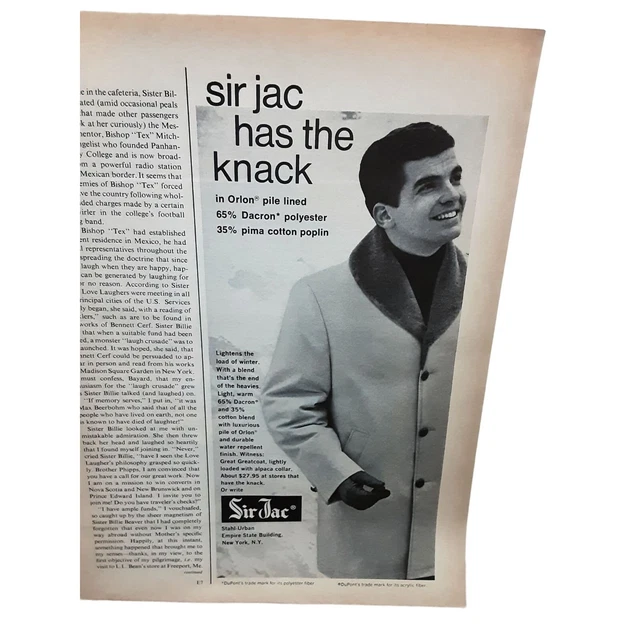 e in the cafeteria, Sister Bil-
ated (amid occasional peals
that made other passengers
k at her curiously) the Mes-
mentor, Bishop "Tex" Mitch-
ngelist who founded Panhan-
y College and is now broad-
m a powerful radio station
Mexican border. It seems that
emies of Bishop "Tex" forced
ve the country following whol-
ded charges made by a certain
irler in the college's football
g band.
Bishop "Tex" had established
ent residence in Mexico, he had
l representatives throughout the
spreading the doctrine that since
laugh when they are happy, hap-
can be generated by laughing for
or no reason. According to Sister
Love Laughers were meeting in all
rincipal cities of the U.S. Services
ly began, she said, with a reading of
lers," such as are to be found in
works of Bennett Cerf. Sister Billie
that when a suitable fund had been
d, a monster "laugh crusade" was to
aunched. It was hoped, she said, that
nnett Cerf could be persuaded to ap-
t in person and read from his works
Madison Square Garden in New York
must confess, Bayard, that my en-
usiasm for the "laugh crusade" grew
s Sister Billie talked (and laughed) on.
"If memory serves," I put in, "it was
Max Beerbohm who said that of all the
people who have lived on earth, not one
is known to have died of laughter!"
Sister Billie looked at me with un-
mistakable admiration. She then threw
back her head and laughed so heartily
that I found myself joining in. "Never,"
cried Sister Billie, "have I seen the Love
Laugher's philosophy grasped so quick-
ly. Brother Phipps, I am convinced that
you have a call for our great work. Now
I am on a mission to win converts in
Nova Scotia and New Brunswick and on
Prince Edward Island. I invite you to
join me! Do you have traveler's checks?"
"I have ample funds," I vouchsafed,
so caught up by the sheer magnetism of
Sister Billie Beaver that I had completely
forgotten that even now I was on my
way abroad without Mother's specific
permission. Happily, at this instant,
something happened that brought me to
my senses—thanks, in my view, to the
first objective of my pilgrimage, i.e. my
visit to L.L. Bean's store at Freeport, Me.
continued
E7
sir jac
has the
knack
in Orlon® pile lined
65% Dacron* polyester
35% pima cotton poplin
Lightens the
load of winter.
With a blend
that's the end
of the heavies.
Light, warm
65% Dacron*
and 35%
cotton blend
with luxurious
pile of Orlon®
and durable
water repellent
finish. Witness:
Great Greatcoat, lightly
loaded with alpaca collar.
About $27.95 at stores that
have the knack.
Or write
Sir Jac®
Stahl-Urban
Empire State Building,
New York, N.Y.
*DuPont's trade mark for its polyester fiber
®DuPont's trade mark for its acrylic fiber